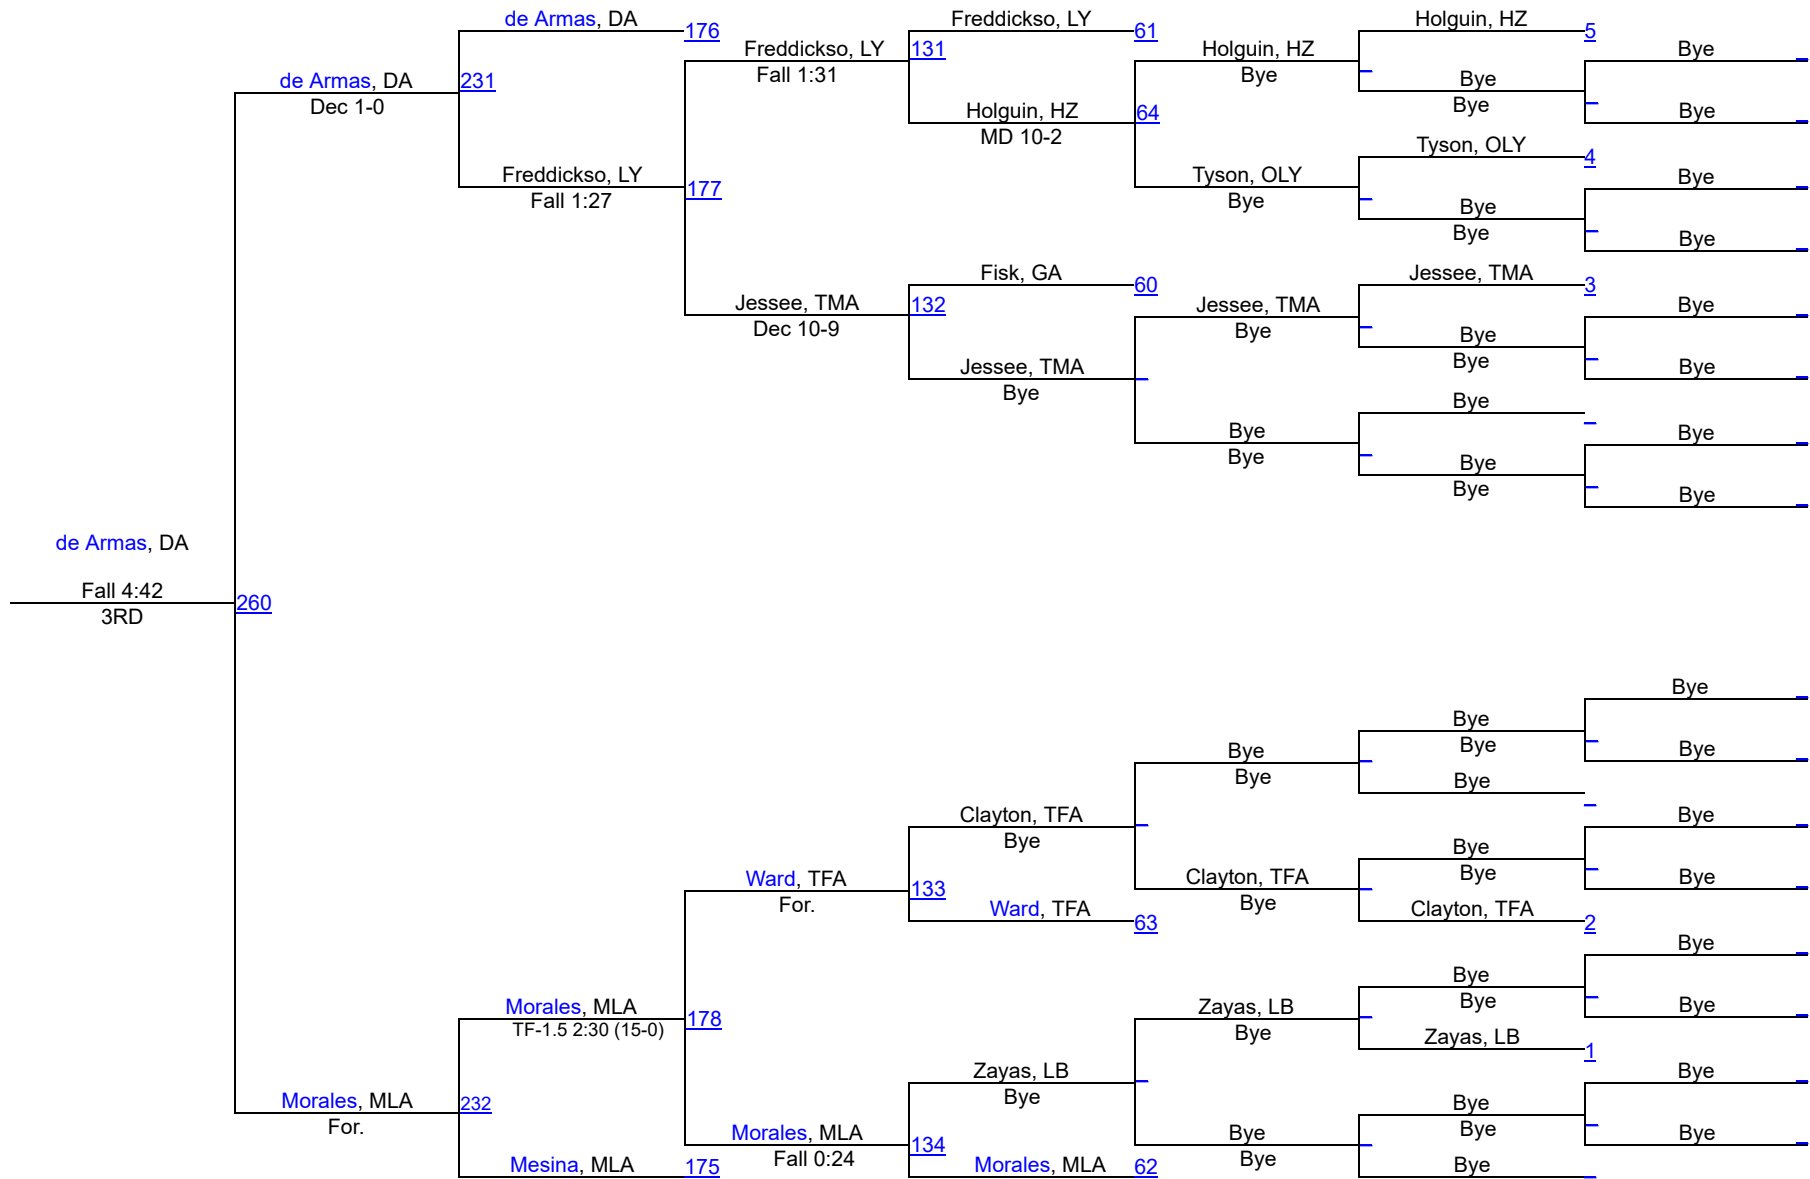 de Armas, DA
176
Freddickso, LY
61
Holguin, HZ
5
Freddickso, LY
131
Holguin, HZ
Bye
Fall 1:31
Bye
Bye
de Armas, DA
231
Bye
Dec 1-0
Holguin, HZ
64
Bye
Bye
MD 10-2
Tyson, OLY
4
Freddickso, LY
177
Tyson, OLY
Bye
Fall 1:27
Bye
Bye
Bye
Bye
Fisk, GA
60
Jessee, TMA
3
Jessee, TMA
132
Jessee, TMA
Bye
Dec 10-9
Bye
Bye
Bye
Jessee, TMA
Bye
Bye
Bye
Bye
Bye
Bye
Bye
Bye
Bye
de Armas, DA
Fall 4:42
260
3RD
Bye
Bye
Bye
Bye
Bye
Bye
Bye
Clayton, TFA
Bye
Bye
Bye
Bye
Ward, TFA
133
Clayton, TFA
Bye
For.
Bye
Ward, TFA
63
Clayton, TFA
2
Bye
Bye
Morales, MLA
178
Zayas, LB
Bye
Bye
TF-1.5 2:30 (15-0)
Bye
Zayas, LB
1
Zayas, LB
Bye
Bye
Morales, MLA
232
Bye
For.
Bye
Morales, MLA
134
Bye
Bye
Fall 0:24
Bye
Mesina, MLA
175
Morales, MLA
62
Bye